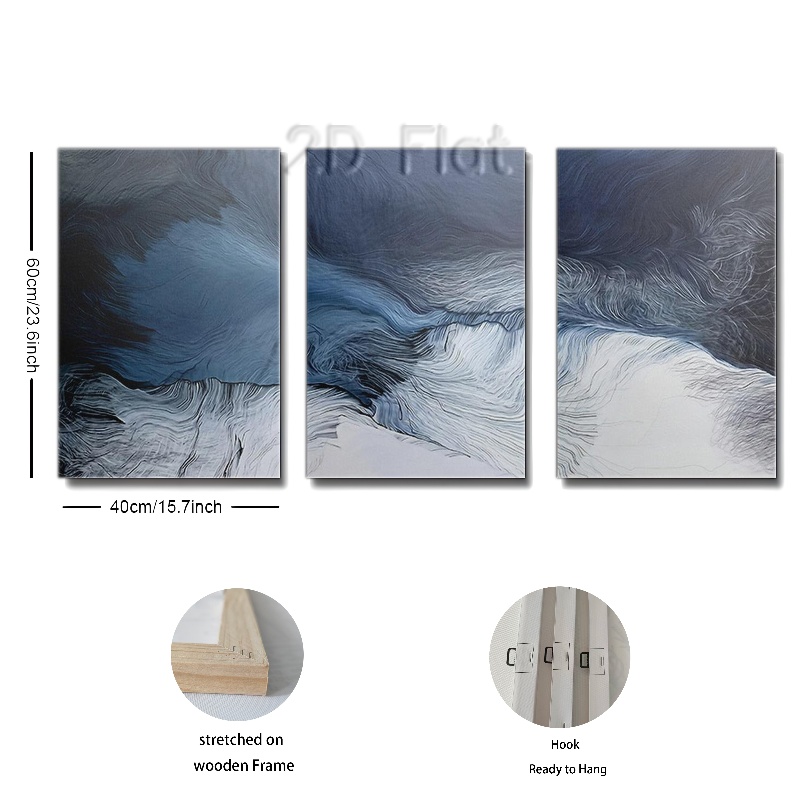 2D Flat
60cm/23.6inch
40cm/15.7inch
stretched on
wooden Frame
Hook
Ready to Hang